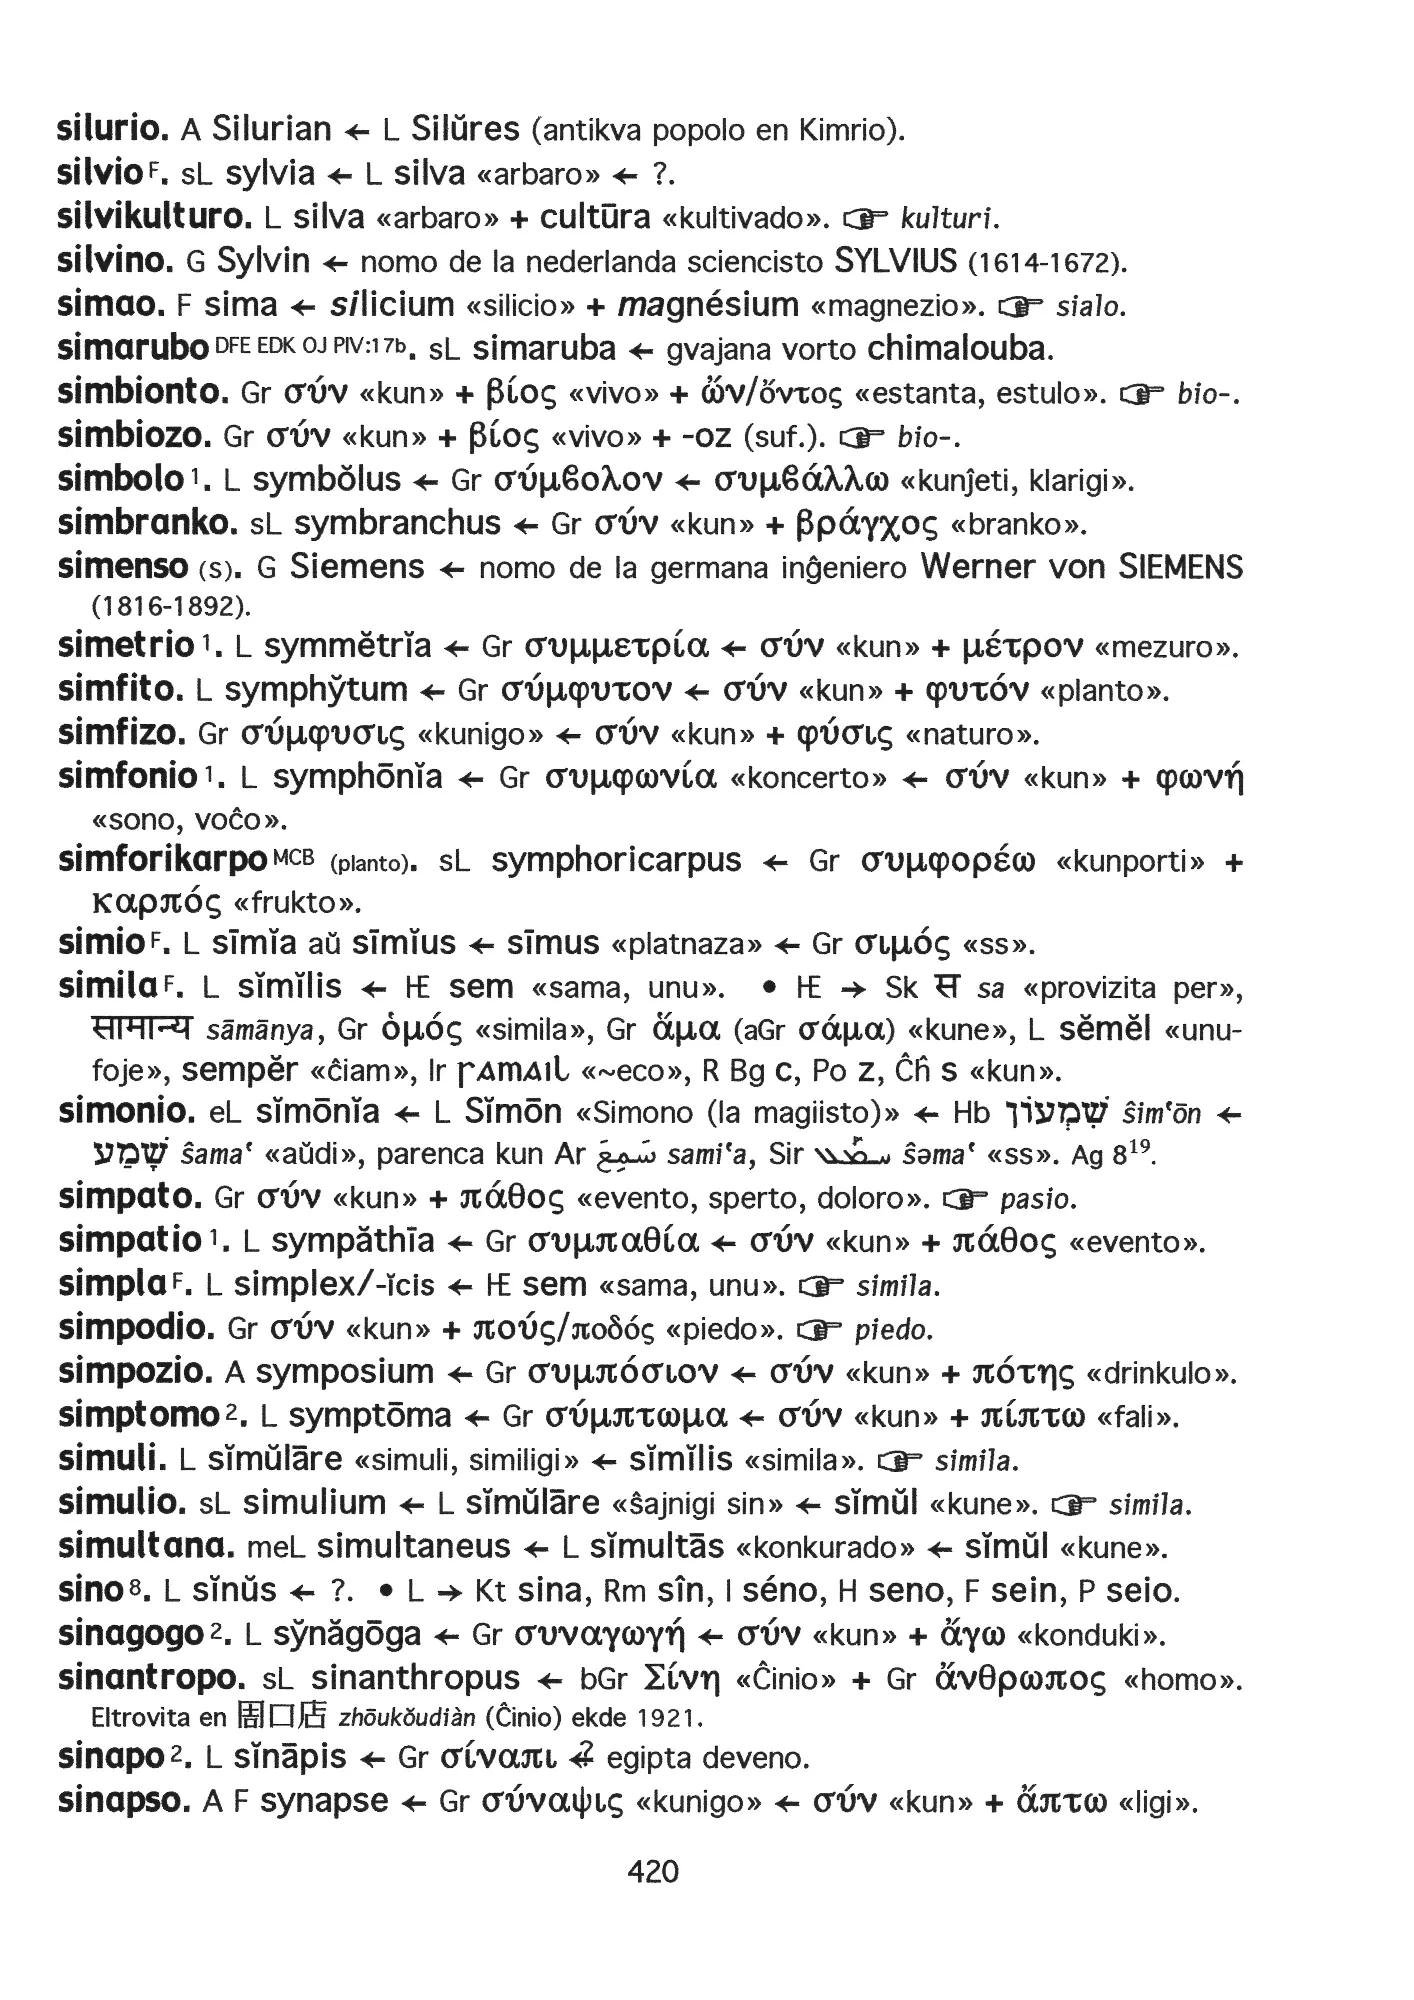 silurio. A Silurian ← L Silŭres (antikva popolo en Kimrio).
silvio F. sL sylvia ← L silva «arbaro» ← ?.
silvikulturo. L silva «arbaro» + cultūra «kultivado». ☞ kulturi.
silvino. G Sylvin ← nomo de la nederlanda sciencisto SYLVIUS (1614-1672).
simao. F sima ← silicium «silicio» + magnésium «magnezio». ☞ sialo.
simarubo DFE EDK OJ PIV:17b. sL simaruba ← gvajana vorto chimalouba.
simbionto. Gr σύν «kun» + βίος «vivo» + ὤν/ὄντος «estanta, estulo». ☞ bio-.
simbiozo. Gr σύν «kun» + βίος «vivo» + -oz (suf.). ☞ bio-.
simbolo 1. L symbŏlus ← Gr σύμϐολον ← συμϐάλλω «kunĵeti, klarigi».
simbranko. sL symbranchus ← Gr σύν «kun» + βράγχος «branko».
simenso (S). G Siemens ← nomo de la germana inĝeniero Werner von SIEMENS
(1816-1892).
simetrio 1. L symmĕtrĭa ← Gr συμμετρία ← σύν «kun» + μέτρον «mezuro».
simfito. L symphy̆tum ← Gr σύμφυτον ← σύν «kun» + φυτόν «planto».
simfizo. Gr σύμφυσις «kunigo» ← σύν «kun» + φύσις «naturo».
simfonio 1. L symphōnĭa ← Gr συμφωνία «koncerto» ← σύν «kun» + φωνή
«sono, voĉo».
simforikarpo MCB (planto). sL symphoricarpus ← Gr συμφορέω «kunporti» +
καρπός «frukto».
simio F. L sīmĭa aŭ sīmĭus ← sīmus «platnaza» ← Gr σιμός «ss».
simila F. L sĭmĭlis ← IE sem «sama, unu». • IE → Sk स sa «provizita per»,
सामान्य sāmānya, Gr ὁμός «simila», Gr ἅμα (aGr σάμα) «kune», L sĕmĕl «unu-
foje», sempĕr «ĉiam», Ir ꞅAmAıl «~eco», R Bg c, Po z, Ĉĥ s «kun».
simonio. eL sĭmōnĭa ← L Sĭmōn «Simono (la magiisto)» ← Hb שִׁמְעוֹן ŝimʿōn ←
שָׁמַע ŝamaʿ «aŭdi», parenca kun Ar سَمِعَ samiʿa, Sir ŝəmaʿ «ss». Ag 8¹⁹.
simpato. Gr σύν «kun» + πάθος «evento, sperto, doloro». ☞ pasio.
simpatio 1. L sympăthīa ← Gr συμπαθία ← σύν «kun» + πάθος «evento».
simpla F. L simplex/-ĭcis ← IE sem «sama, unu». ☞ simila.
simpodio. Gr σύν «kun» + πούς/ποδός «piedo». ☞ piedo.
simpozio. A symposium ← Gr συμπόσιον ← σύν «kun» + πότης «drinkulo».
simptomo 2. L symptōma ← Gr σύμπτωμα ← σύν «kun» + πίπτω «fali».
simuli. L sĭmŭlāre «simuli, similigi» ← sĭmĭlis «simila». ☞ simila.
simulio. sL simulium ← L sĭmŭlāre «ŝajnigi sin» ← sĭmŭl «kune». ☞ simila.
simultana. meL simultaneus ← L sĭmultās «konkurado» ← sĭmŭl «kune».
sino 8. L sĭnŭs ← ?. • L → Kt sina, Rm sîn, I séno, H seno, F sein, P seio.
sinagogo 2. L sy̆năgōga ← Gr συναγωγή ← σύν «kun» + ἄγω «konduki».
sinantropo. sL sinanthropus ← bGr Σίνη «Ĉinio» + Gr ἄνθρωπος «homo».
Eltrovita en 周口店 zhōukŏudiàn (Ĉinio) ekde 1921.
sinapo 2. L sĭnāpis ← Gr σίναπι ←? egipta deveno.
sinapso. A F synapse ← Gr σύναψις «kunigo» ← σύν «kun» + ἅπτω «ligi».
420